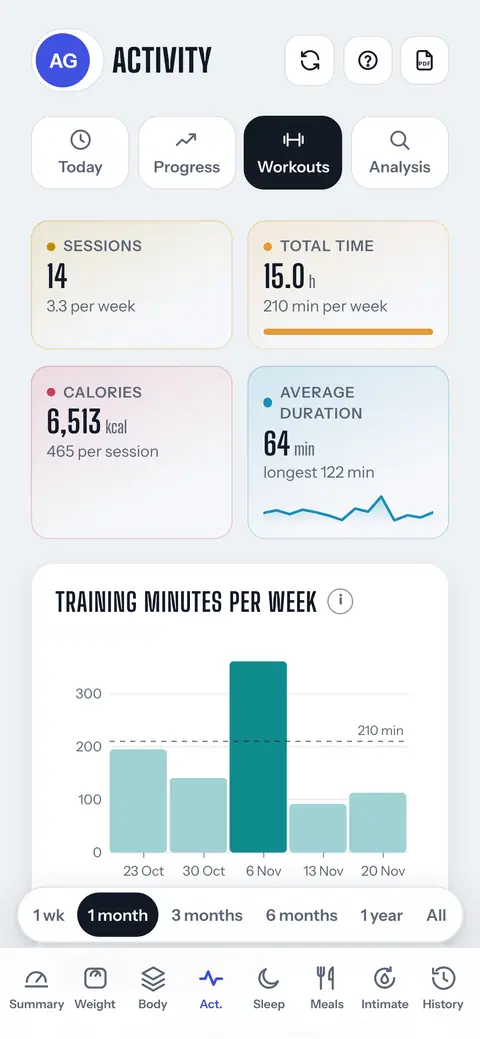 AG
ACTIVITY
PDF
Today
Progress
Workouts
Analysis
SESSIONS
14
3.3 per week
TOTAL TIME
15.0 h
210 min per week
CALORIES
6,513 kcal
465 per session
AVERAGE
DURATION
64 min
longest 122 min
TRAINING MINUTES PER WEEK i
300
210 min
200
100
0
23 Oct 30 Oct 6 Nov 13 Nov 20 Nov
1 wk 1 month 3 months 6 months 1 year All
Summary Weight Body Act. Sleep Meals Intimate History